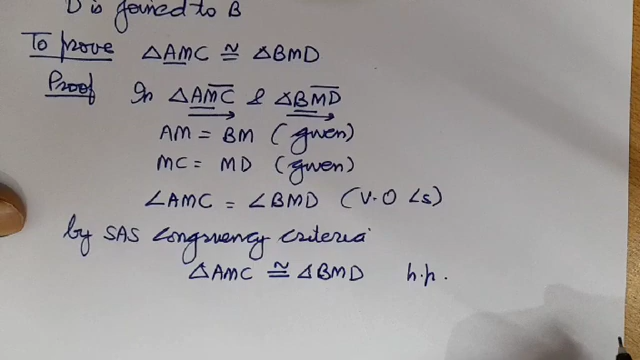 D is joined to B
To prove △AMC ≅ △BMD
Proof In △AMC & △BMD
AM = BM (given)
MC = MD (given)
∠AMC = ∠BMD (V.O ∠s)
by SAS congruency criteria
△AMC ≅ △BMD h.p.